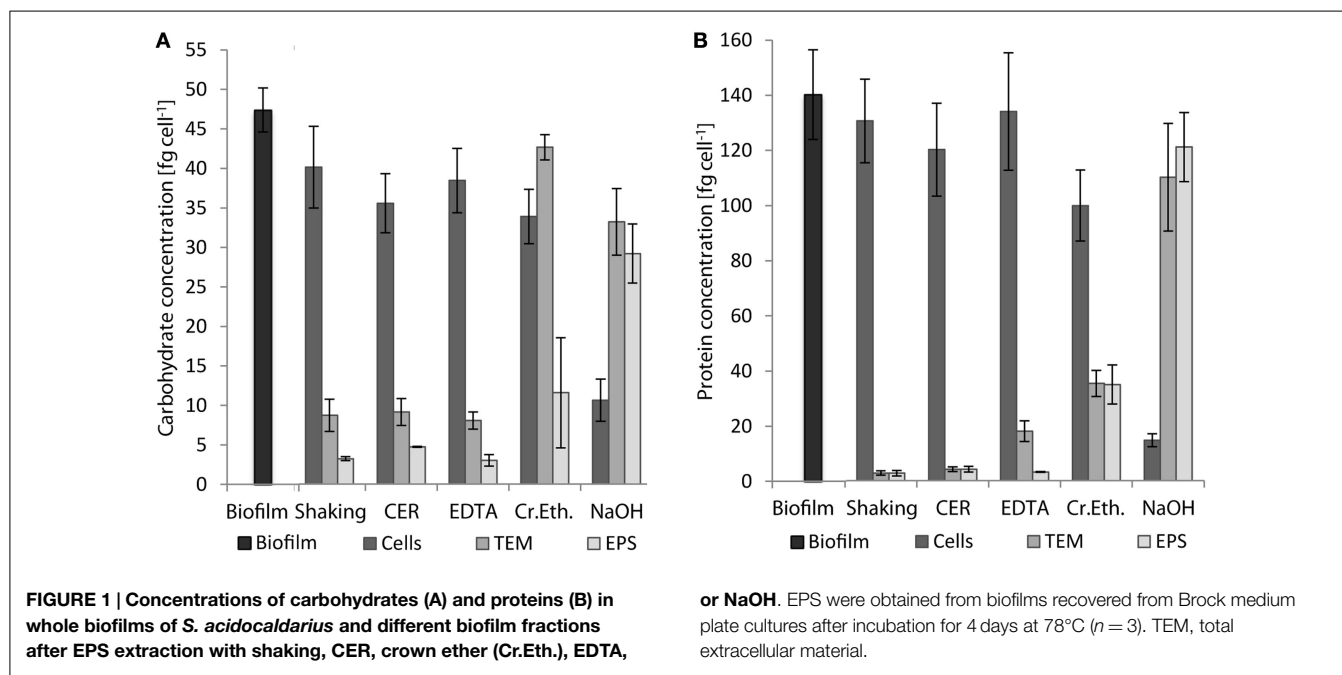 A
55
50
45
40
35
30
25
20
15
10
5
0
Carbohydrate concentration [fg cell-1]
Biofilm Shaking CER EDTA Cr.Eth. NaOH
Biofilm Cells TEM EPS
B
160
140
120
100
80
60
40
20
0
Protein concentration [fg cell-1]
Biofilm Shaking CER EDTA Cr.Eth. NaOH
Biofilm Cells TEM EPS
FIGURE 1 | Concentrations of carbohydrates (A) and proteins (B) in
whole biofilms of S. acidocaldarius and different biofilm fractions
after EPS extraction with shaking, CER, crown ether (Cr.Eth.), EDTA,
or NaOH. EPS were obtained from biofilms recovered from Brock medium
plate cultures after incubation for 4 days at 78°C (n = 3). TEM, total
extracellular material.